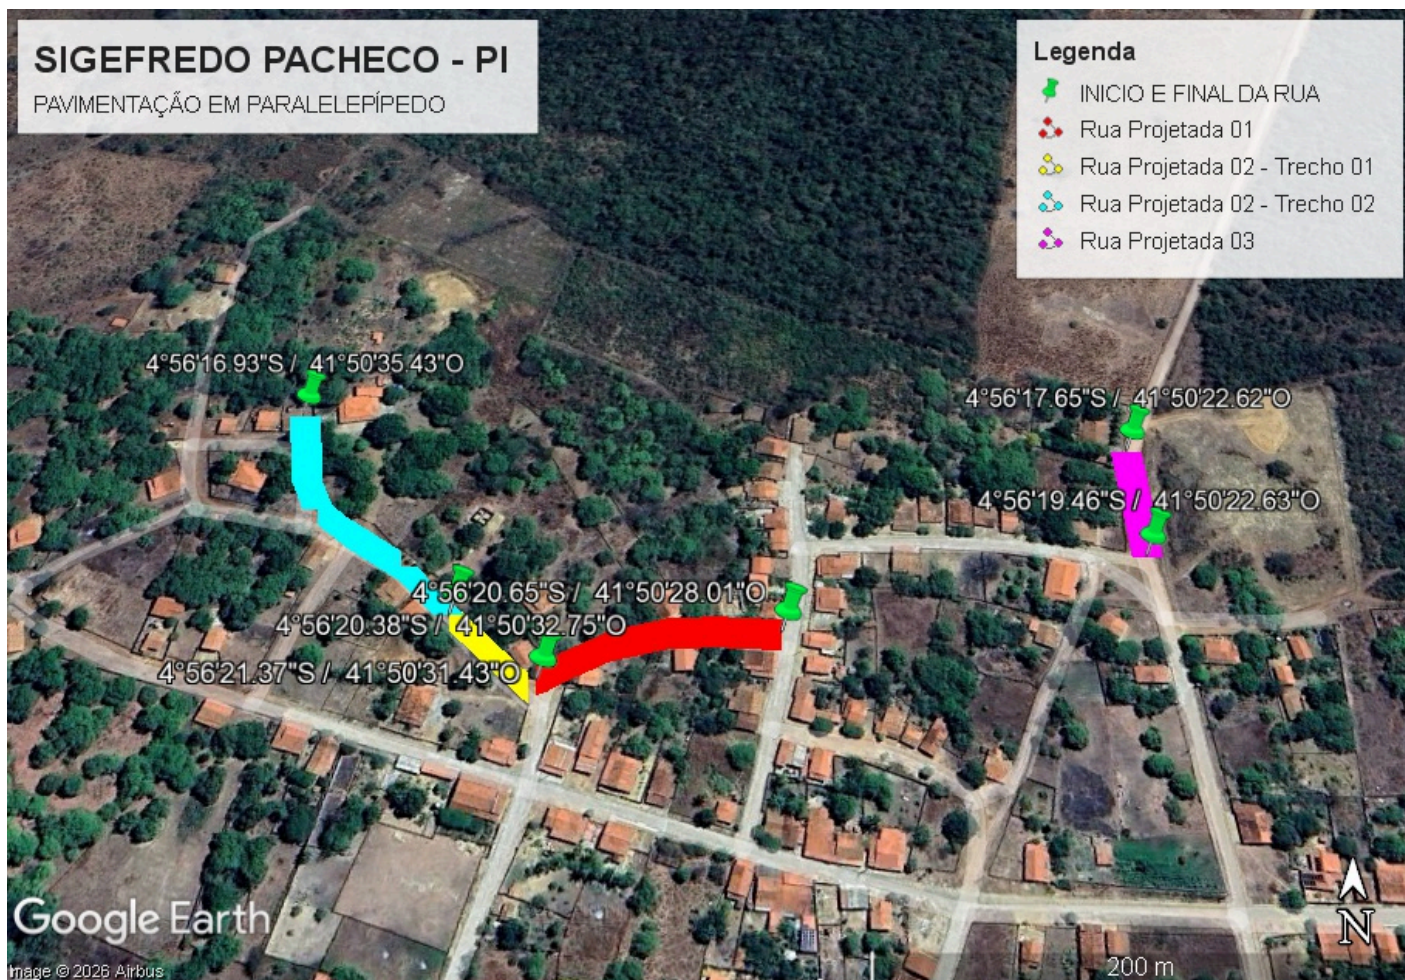 SIGEFREDO PACHECO - PI
PAVIMENTAÇÃO EM PARALELEPÍPEDO
Legenda
INICIO E FINAL DA RUA
Rua Projetada 01
Rua Projetada 02 - Trecho 01
Rua Projetada 02 - Trecho 02
Rua Projetada 03
4°56'16.93"S / 41°50'35.43"O
4°56'17.65"S / 41°50'22.62"O
4°56'19.46"S / 41°50'22.63"O
4°56'20.65"S / 41°50'28.01"O
4°56'20.38"S / 41°50'32.75"O
4°56'21.37"S / 41°50'31.43"O
Google Earth
Image © 2026 Airbus
N
200 m